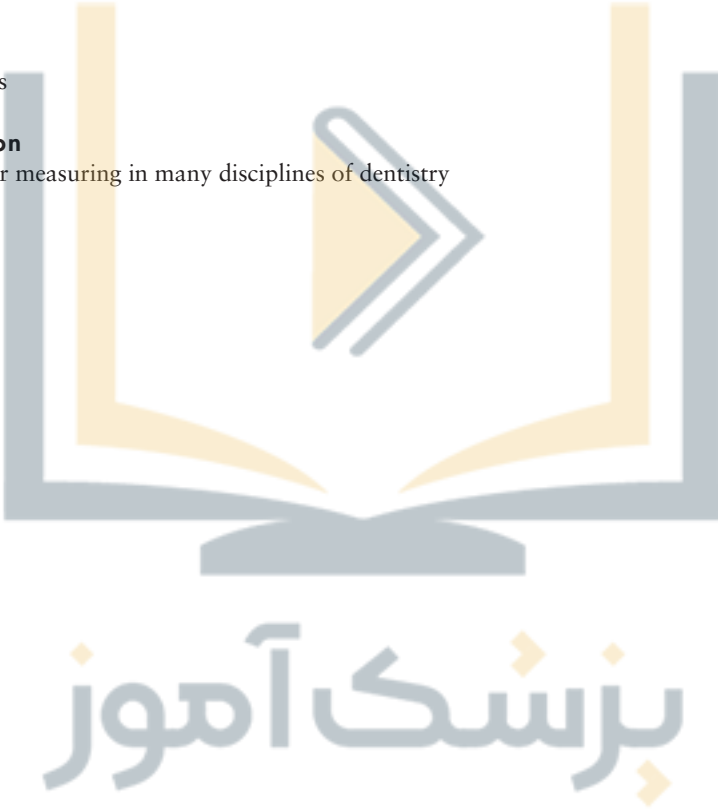 s
on
r measuring in many disciplines of dentistry
پزشک آموز